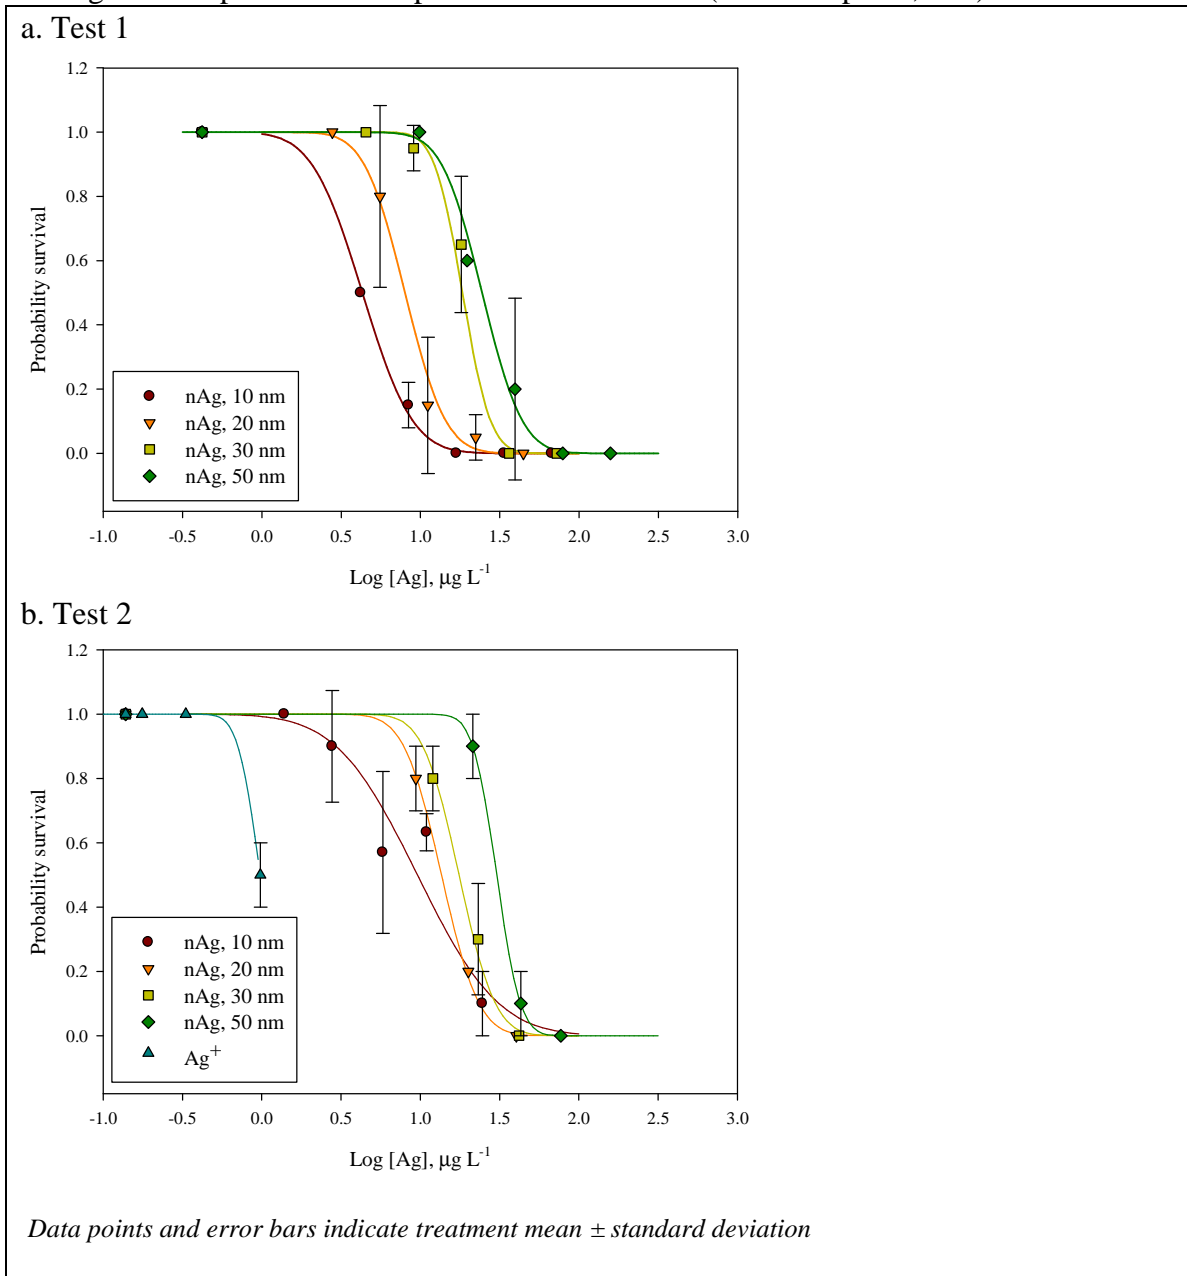 a. Test 1
1.2
1.0
0.8
0.6
0.4
0.2
0.0
Probability survival
nAg, 10 nm
nAg, 20 nm
nAg, 30 nm
nAg, 50 nm
-1.0 -0.5 0.0 0.5 1.0 1.5 2.0 2.5 3.0
Log [Ag], µg L⁻¹
b. Test 2
1.2
1.0
0.8
0.6
0.4
0.2
0.0
Probability survival
nAg, 10 nm
nAg, 20 nm
nAg, 30 nm
nAg, 50 nm
Ag⁺
-1.0 -0.5 0.0 0.5 1.0 1.5 2.0 2.5 3.0
Log [Ag], µg L⁻¹
Data points and error bars indicate treatment mean ± standard deviation